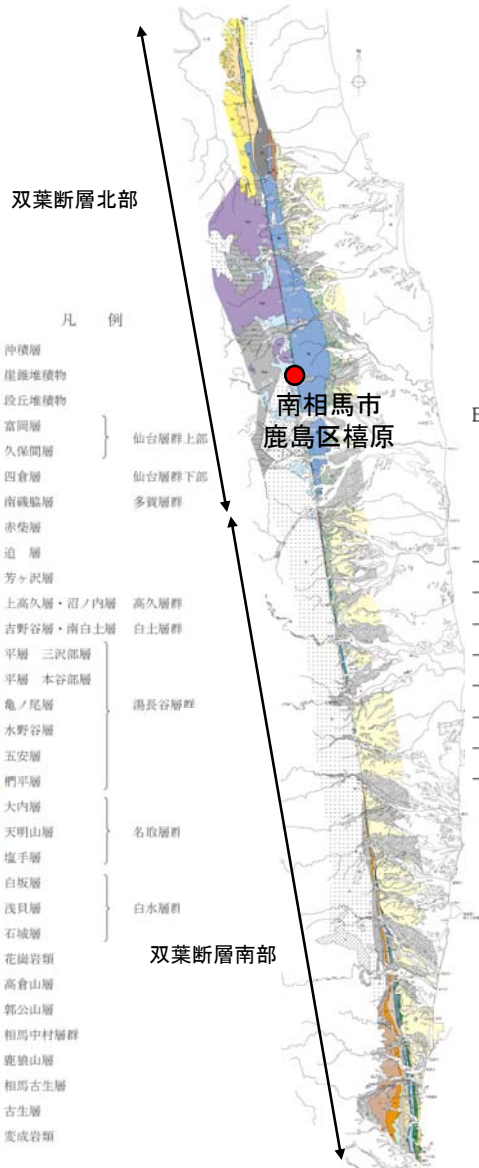 双葉断層北部
凡 例
沖積層
崖錐堆積物
段丘堆積物
富岡層
久保間層
仙台層群上部
四倉層 仙台層群下部
南磯脇層 多賀層群
赤柴層
迫 層
芳ヶ沢層
上高久層・沼ノ内層 高久層群
吉野谷層・南白土層 白土層群
平層 三沢部層
平層 本谷部層
亀ノ尾層
水野谷層
五安層
椚平層
湯長谷層群
大内層
天明山層
塩手層
名取層群
白坂層
浅貝層
石城層
白水層群
花崗岩類
高倉山層
郭公山層
相馬中村層群
鹿狼山層
相馬古生層
古生層
変成岩類
南相馬市
鹿島区橲原
双葉断層南部